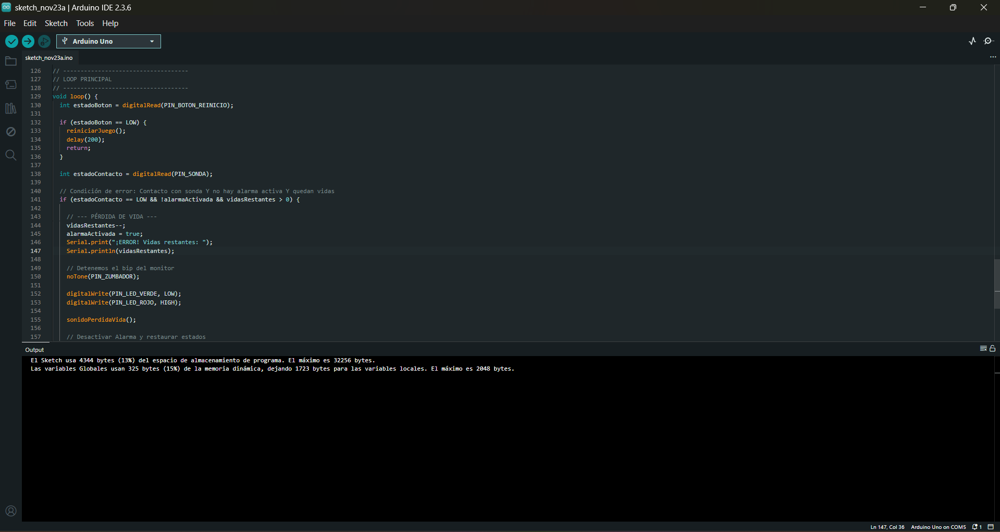 sketch_nov23a | Arduino IDE 2.3.6
File Edit Sketch Tools Help
Arduino Uno
sketch_nov23a.ino
126 // ------------------------------------
127 // LOOP PRINCIPAL
128 // ------------------------------------
129 void loop() {
130 int estadoBoton = digitalRead(PIN_BOTON_REINICIO);
131
132 if (estadoBoton == LOW) {
133 reiniciarJuego();
134 delay(200);
135 return;
136 }
137
138 int estadoContacto = digitalRead(PIN_SONDA);
139
140 // Condición de error: Contacto con sonda Y no hay alarma activa Y quedan vidas
141 if (estadoContacto == LOW && !alarmaActivada && vidasRestantes > 0) {
142
143 // --- PÉRDIDA DE VIDA ---
144 vidasRestantes--;
145 alarmaActivada = true;
146 Serial.print("¡ERROR! Vidas restantes: ");
147 Serial.println(vidasRestantes);
148
149 // Detenemos el bip del monitor
150 noTone(PIN_ZUMBADOR);
151
152 digitalWrite(PIN_LED_VERDE, LOW);
153 digitalWrite(PIN_LED_ROJO, HIGH);
154
155 sonidoPerdidaVida();
156
157 // Desactivar Alarma y restaurar estados
Output
El Sketch usa 4344 bytes (13%) del espacio de almacenamiento de programa. El máximo es 32256 bytes.
Las variables Globales usan 325 bytes (15%) de la memoria dinámica, dejando 1723 bytes para las variables locales. El máximo es 2048 bytes.
Ln 147, Col 36 Arduino Uno on COM5 1